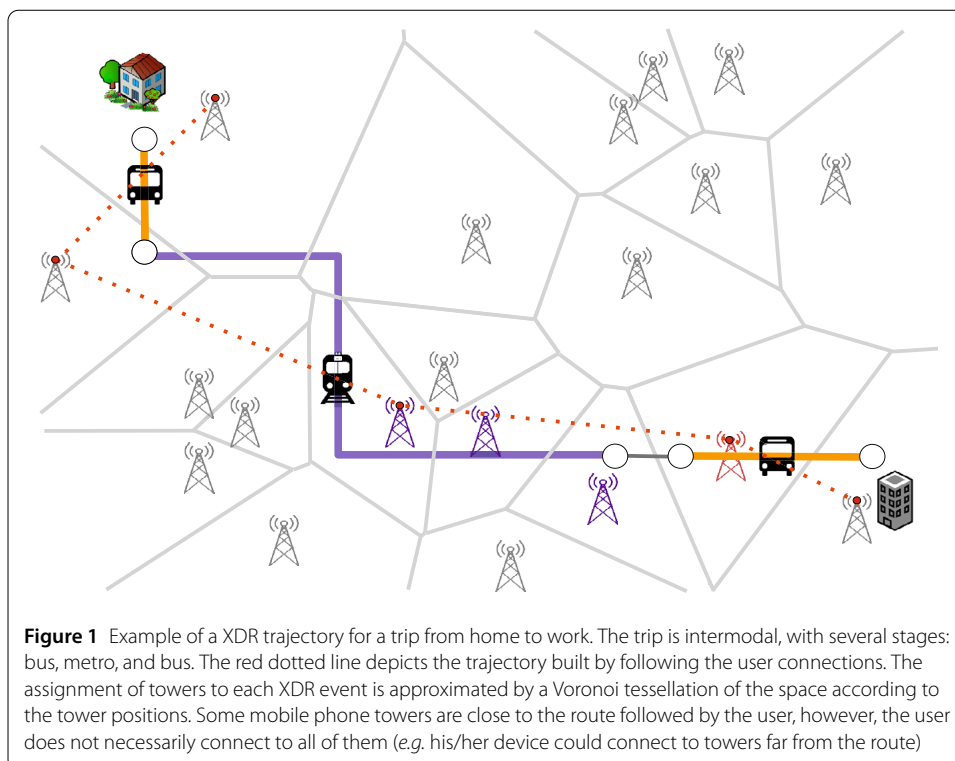 Figure 1 Example of a XDR trajectory for a trip from home to work. The trip is intermodal, with several stages:
bus, metro, and bus. The red dotted line depicts the trajectory built by following the user connections. The
assignment of towers to each XDR event is approximated by a Voronoi tessellation of the space according to
the tower positions. Some mobile phone towers are close to the route followed by the user, however, the user
does not necessarily connect to all of them (e.g. his/her device could connect to towers far from the route)